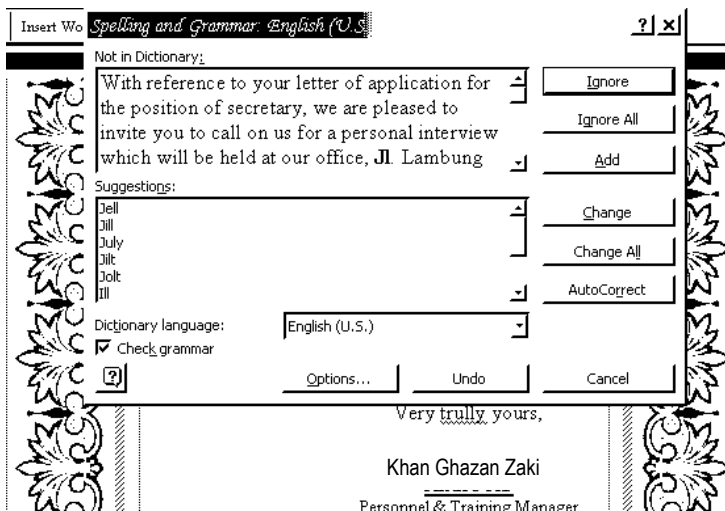 Insert Wo
Spelling and Grammar: English (U.S
Not in Dictionary:
With reference to your letter of application for
the position of secretary, we are pleased to
invite you to call on us for a personal interview
which will be held at our office, Jl. Lambung
Ignore
Ignore All
Add
Suggestions:
Jell
Jill
July
Jilt
Jolt
Ill
Change
Change All
AutoCorrect
Dictionary language:
English (U.S.)
Check grammar
Options...
Undo
Cancel
Very trully yours,
Khan Ghazan Zaki
Personnel & Training Manager